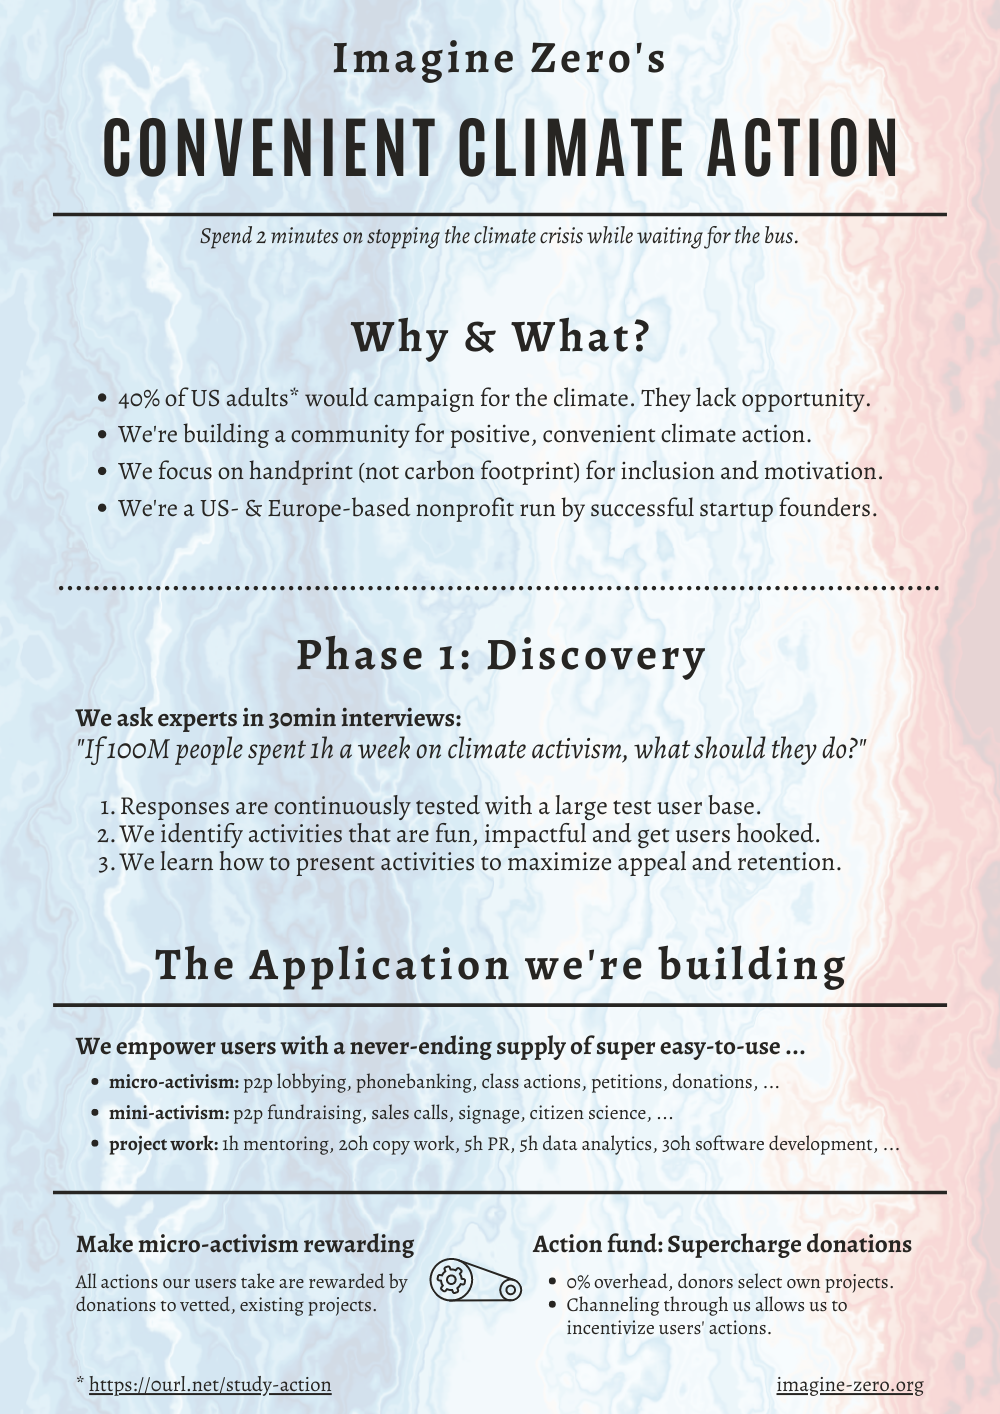 Imagine Zero's
CONVENIENT CLIMATE ACTION
Spend 2 minutes on stopping the climate crisis while waiting for the bus.
Why & What?
• 40% of US adults* would campaign for the climate. They lack opportunity.
• We're building a community for positive, convenient climate action.
• We focus on handprint (not carbon footprint) for inclusion and motivation.
• We're a US- & Europe-based nonprofit run by successful startup founders.
Phase 1: Discovery
We ask experts in 30min interviews:
"If 100M people spent 1h a week on climate activism, what should they do?"
1. Responses are continuously tested with a large test user base.
2. We identify activities that are fun, impactful and get users hooked.
3. We learn how to present activities to maximize appeal and retention.
The Application we're building
We empower users with a never-ending supply of super easy-to-use ...
• micro-activism: p2p lobbying, phonebanking, class actions, petitions, donations, ...
• mini-activism: p2p fundraising, sales calls, signage, citizen science, ...
• project work: 1h mentoring, 20h copy work, 5h PR, 5h data analytics, 30h software development, ...
Make micro-activism rewarding
All actions our users take are rewarded by
donations to vetted, existing projects.
Action fund: Supercharge donations
• 0% overhead, donors select own projects.
• Channeling through us allows us to
incentivize users' actions.
* https://0url.net/study-action
imagine-zero.org